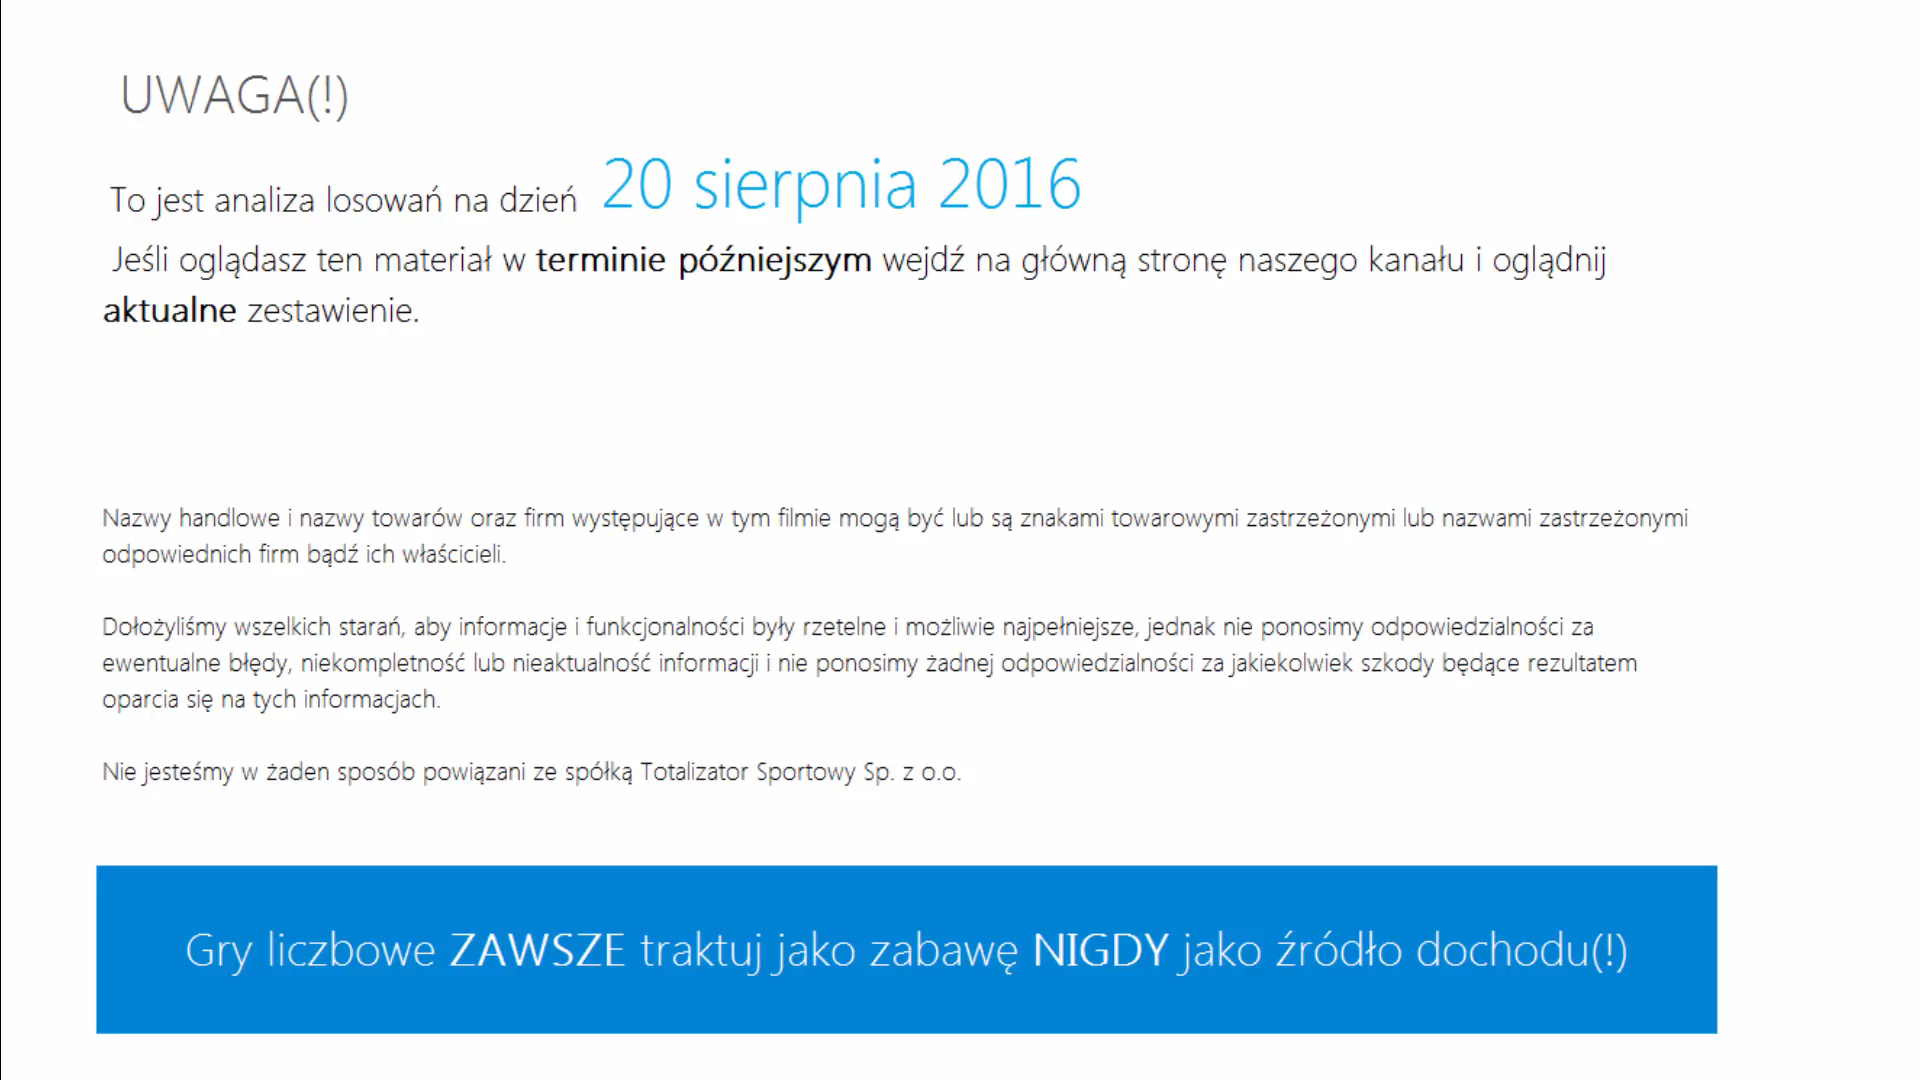 UWAGA(!)
To jest analiza losowań na dzień 20 sierpnia 2016
Jeśli oglądasz ten materiał w terminie późniejszym wejdź na główną stronę naszego kanału i oglądnij
aktualne zestawienie.
Nazwy handlowe i nazwy towarów oraz firm występujące w tym filmie mogą być lub są znakami towarowymi zastrzeżonymi lub nazwami zastrzeżonymi
odpowiednich firm bądź ich właścicieli.
Dołożyliśmy wszelkich starań, aby informacje i funkcjonalności były rzetelne i możliwie najpełniejsze, jednak nie ponosimy odpowiedzialności za
ewentualne błędy, niekompletność lub nieaktualność informacji i nie ponosimy żadnej odpowiedzialności za jakiekolwiek szkody będące rezultatem
oparcia się na tych informacjach.
Nie jesteśmy w żaden sposób powiązani ze spółką Totalizator Sportowy Sp. z o.o.
Gry liczbowe ZAWSZE traktuj jako zabawę NIGDY jako źródło dochodu(!)